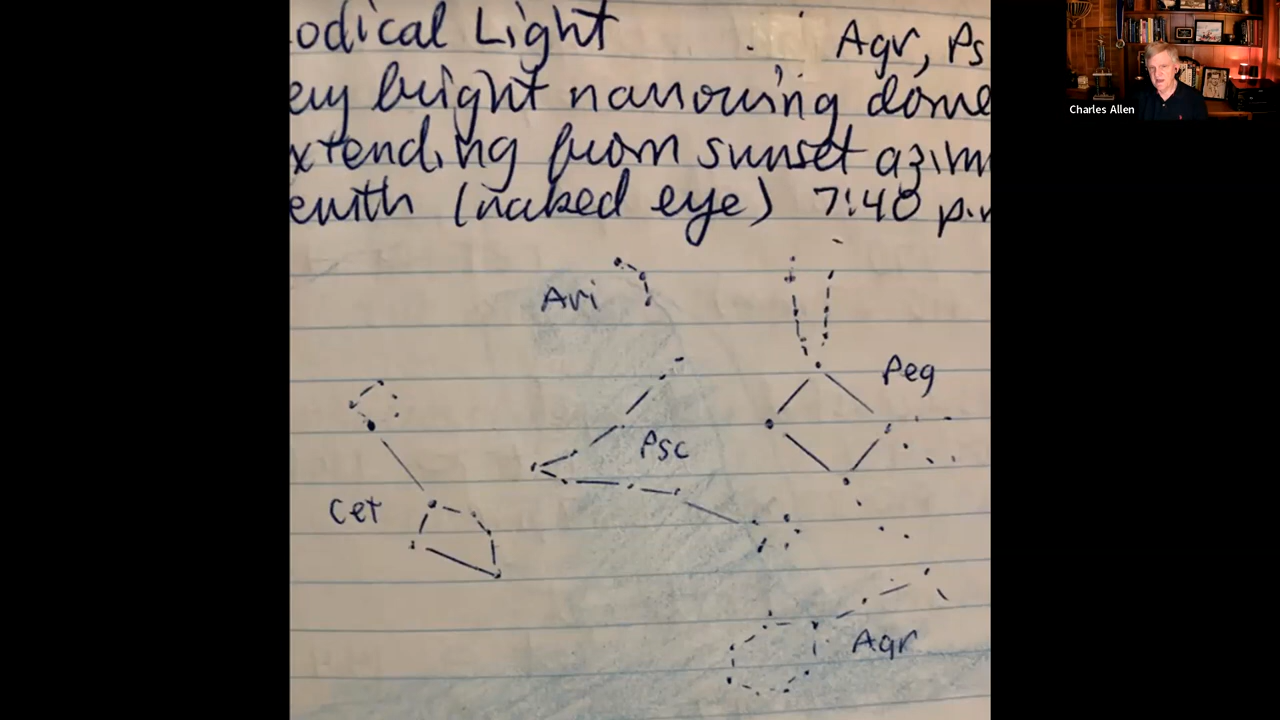 odical Light Aqr, Ps
ery bright narrowing dome
xtending from sunset azim
enith (naked eye) 7:40 p.m
Charles Allen
Ari
Peg
Psc
Cet
Aqr